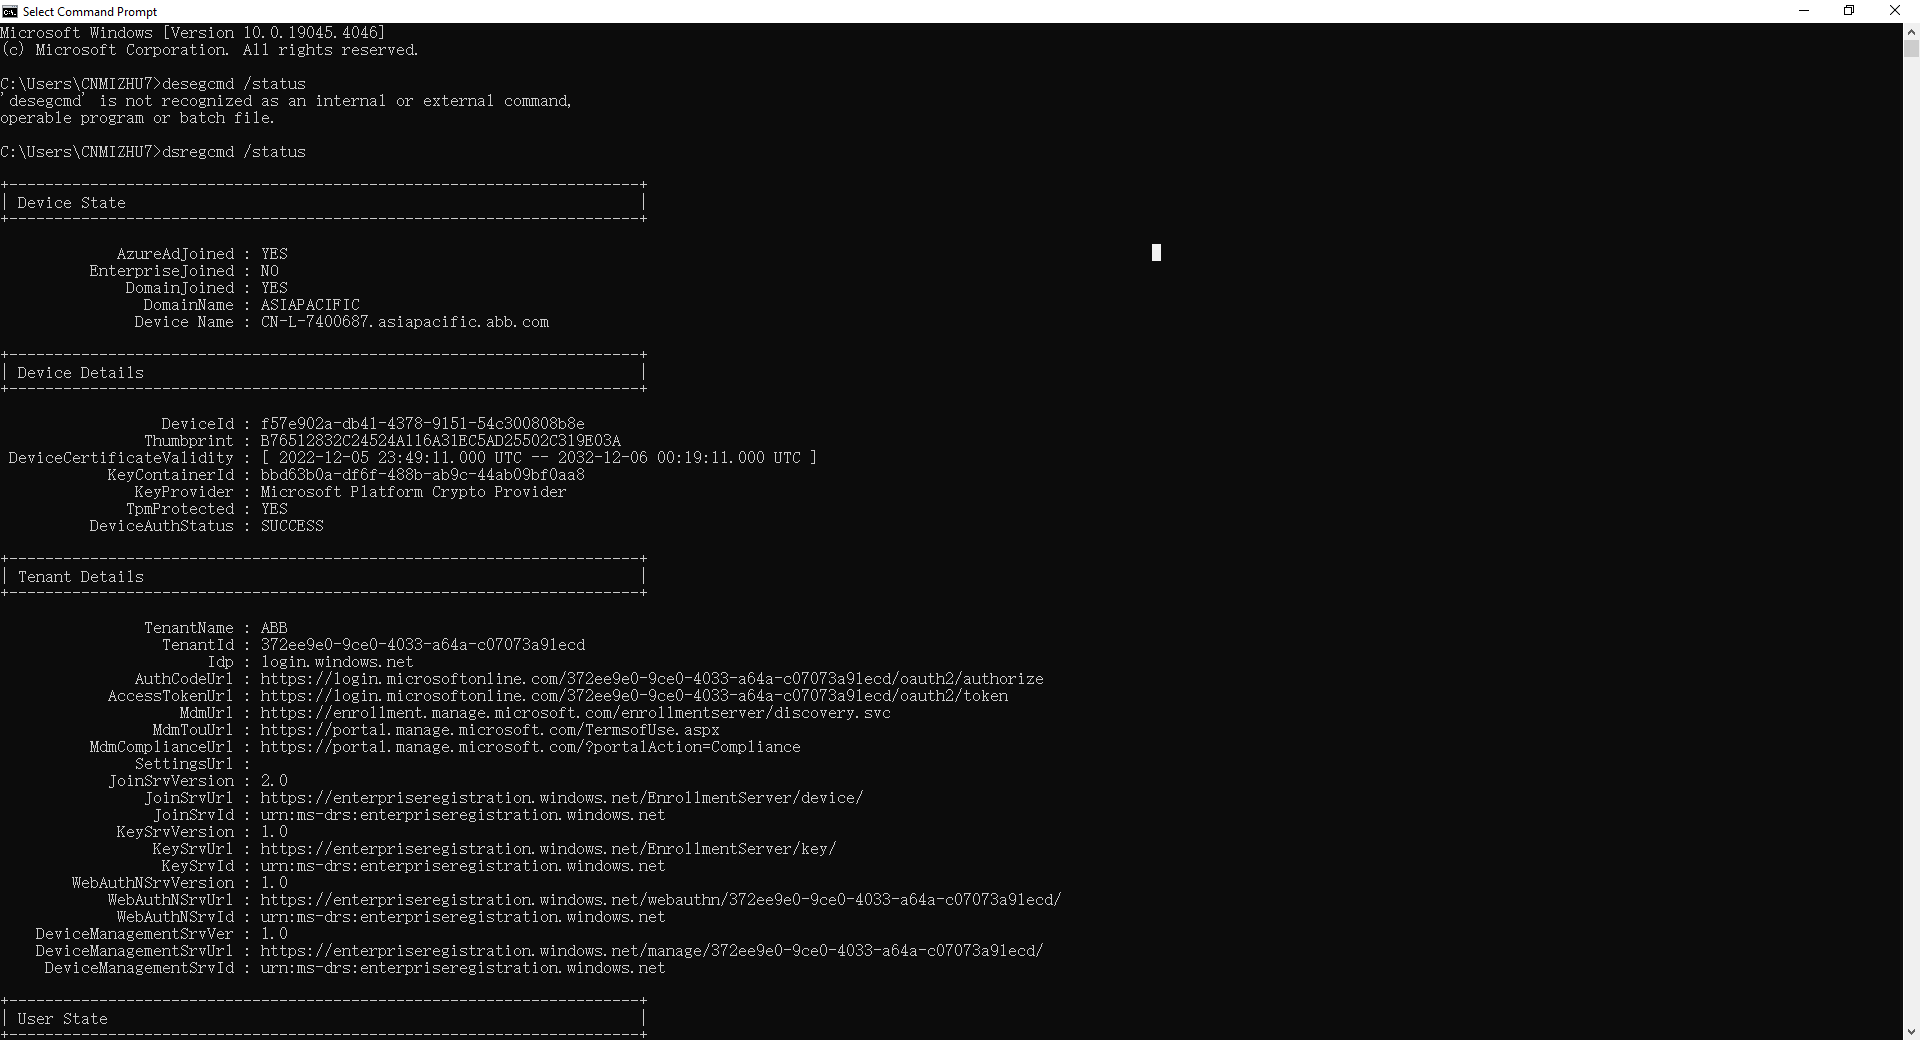 Select Command Prompt
Microsoft Windows [Version 10.0.19045.4046]
(c) Microsoft Corporation. All rights reserved.
C:\Users\CNMIZHU7>desegcmd /status
'desegcmd' is not recognized as an internal or external command,
operable program or batch file.
C:\Users\CNMIZHU7>dsregcmd /status
+----------------------------------------------------------------------+
| Device State                                                         |
+----------------------------------------------------------------------+
AzureAdJoined : YES
EnterpriseJoined : NO
DomainJoined : YES
DomainName : ASIAPACIFIC
Device Name : CN-L-7400687.asiapacific.abb.com
+----------------------------------------------------------------------+
| Device Details                                                       |
+----------------------------------------------------------------------+
DeviceId : f57e902a-db41-4378-9151-54c300808b8e
Thumbprint : B76512832C24524A116A31EC5AD25502C319E03A
DeviceCertificateValidity : [ 2022-12-05 23:49:11.000 UTC -- 2032-12-06 00:19:11.000 UTC ]
KeyContainerId : bbd63b0a-df6f-488b-ab9c-44ab09bf0aa8
KeyProvider : Microsoft Platform Crypto Provider
TpmProtected : YES
DeviceAuthStatus : SUCCESS
+----------------------------------------------------------------------+
| Tenant Details                                                       |
+----------------------------------------------------------------------+
TenantName : ABB
TenantId : 372ee9e0-9ce0-4033-a64a-c07073a91ecd
Idp : login.windows.net
AuthCodeUrl : https://login.microsoftonline.com/372ee9e0-9ce0-4033-a64a-c07073a91ecd/oauth2/authorize
AccessTokenUrl : https://login.microsoftonline.com/372ee9e0-9ce0-4033-a64a-c07073a91ecd/oauth2/token
MdmUrl : https://enrollment.manage.microsoft.com/enrollmentserver/discovery.svc
MdmTouUrl : https://portal.manage.microsoft.com/TermsofUse.aspx
MdmComplianceUrl : https://portal.manage.microsoft.com/?portalAction=Compliance
SettingsUrl :
JoinSrvVersion : 2.0
JoinSrvUrl : https://enterpriseregistration.windows.net/EnrollmentServer/device/
JoinSrvId : urn:ms-drs:enterpriseregistration.windows.net
KeySrvVersion : 1.0
KeySrvUrl : https://enterpriseregistration.windows.net/EnrollmentServer/key/
KeySrvId : urn:ms-drs:enterpriseregistration.windows.net
WebAuthNSrvVersion : 1.0
WebAuthNSrvUrl : https://enterpriseregistration.windows.net/webauthn/372ee9e0-9ce0-4033-a64a-c07073a91ecd/
WebAuthNSrvId : urn:ms-drs:enterpriseregistration.windows.net
DeviceManagementSrvVer : 1.0
DeviceManagementSrvUrl : https://enterpriseregistration.windows.net/manage/372ee9e0-9ce0-4033-a64a-c07073a91ecd/
DeviceManagementSrvId : urn:ms-drs:enterpriseregistration.windows.net
+----------------------------------------------------------------------+
| User State                                                           |
+----------------------------------------------------------------------+